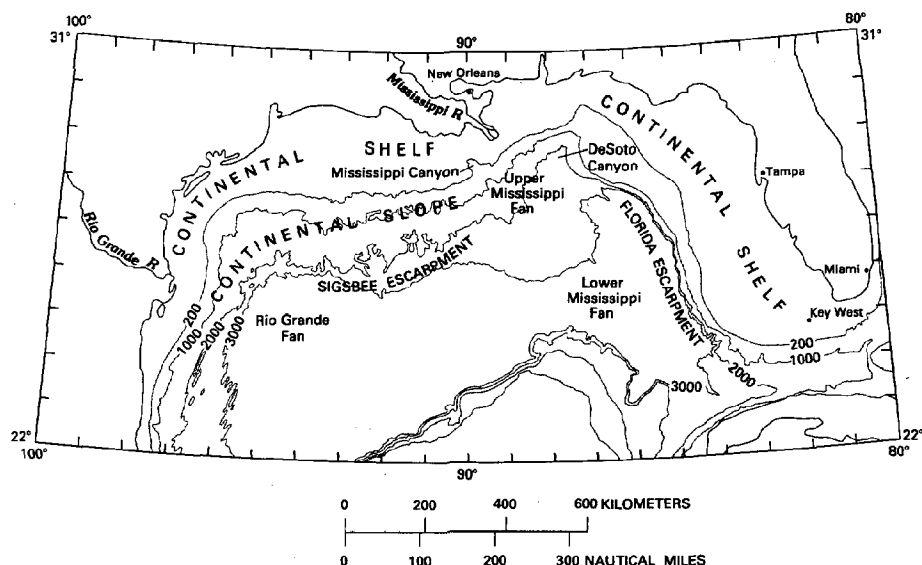 100°
31°
90°
80°
31°
New Orleans
Mississippi R
CONTINENTAL
SHELF
CONTINENTAL
SHELF
Mississippi Canyon
DeSoto
Canyon
Tampa
Upper
Mississippi
Fan
CONTINENTAL SLOPE
Rio Grande R
FLORIDA ESCARPMENT
SIGSBEE ESCARPMENT
Miami
Lower
Mississippi
Fan
Key West
Rio Grande
Fan
200
1000
2000
3000
200
1000
2000
3000
22°
100°
90°
22°
80°
0 200 400 600 KILOMETERS
0 100 200 300 NAUTICAL MILES